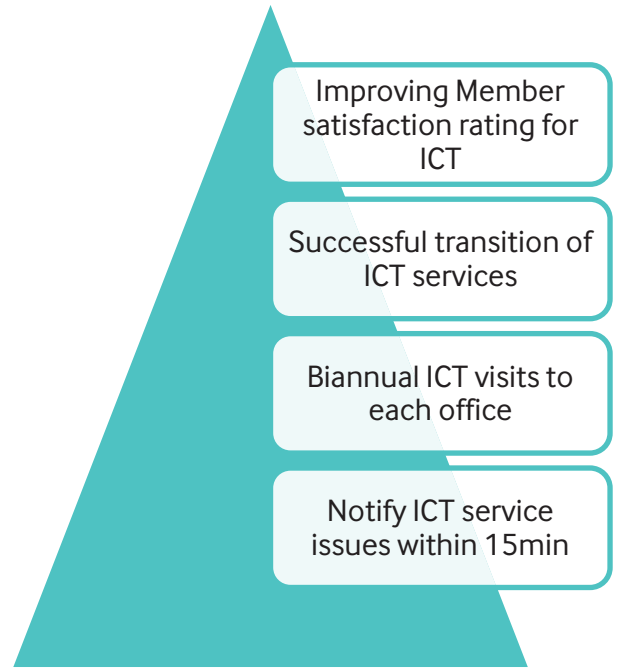 Improving Member
satisfaction rating for
ICT
Successful transition of
ICT services
Biannual ICT visits to
each office
Notify ICT service
issues within 15min